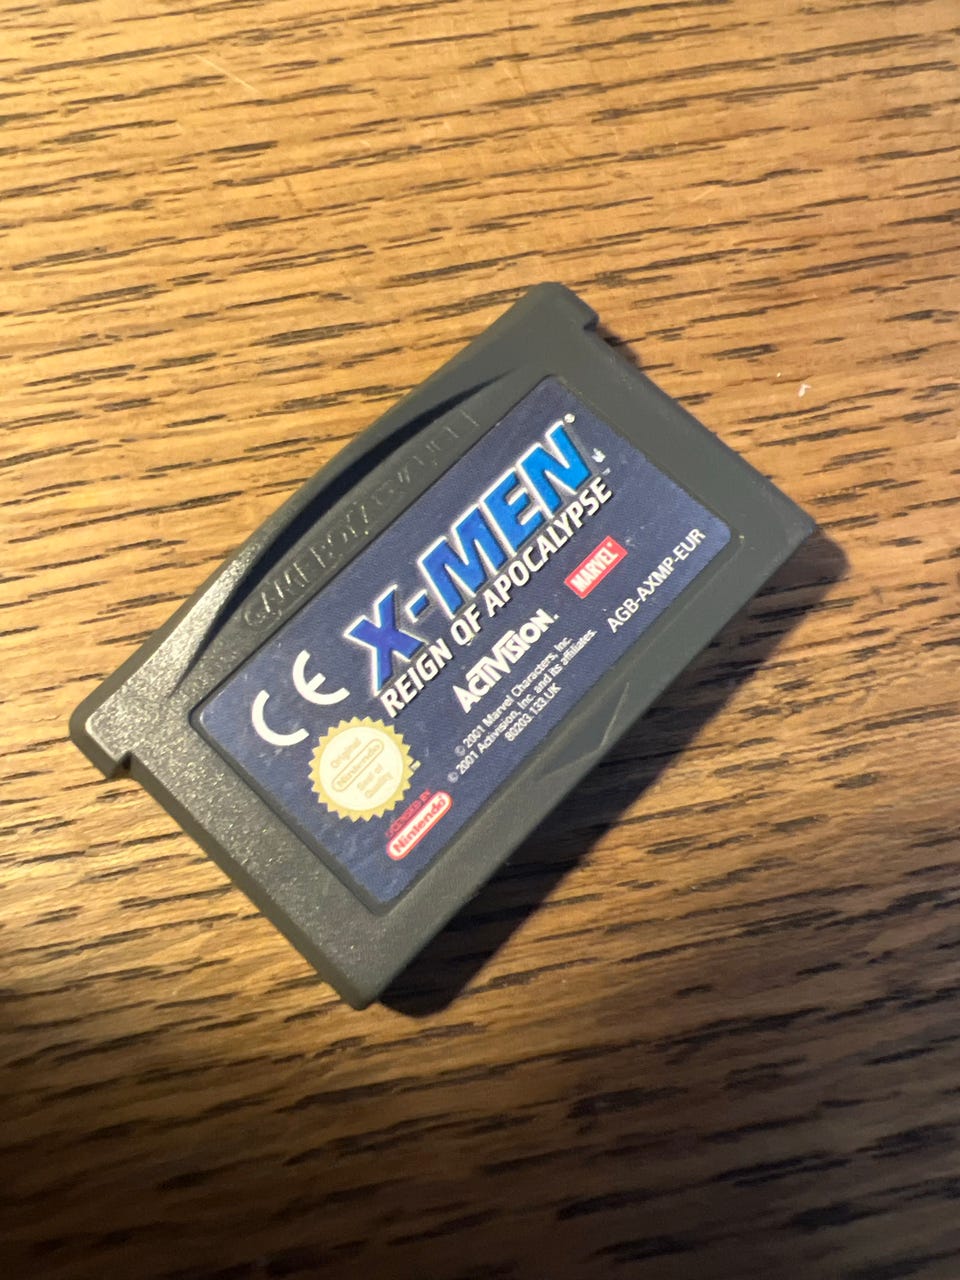 GAME BOY ADVANCE
X-MEN
REIGN OF APOCALYPSE™
MARVEL
ACTIVISION.
© 2001 Marvel Characters, Inc.
© 2001 Activision, Inc. and its affiliates.
80203.133.UK
AGB-AXMP-EUR
CE
Original
Nintendo
Seal of
Quality
LICENSED BY
Nintendo